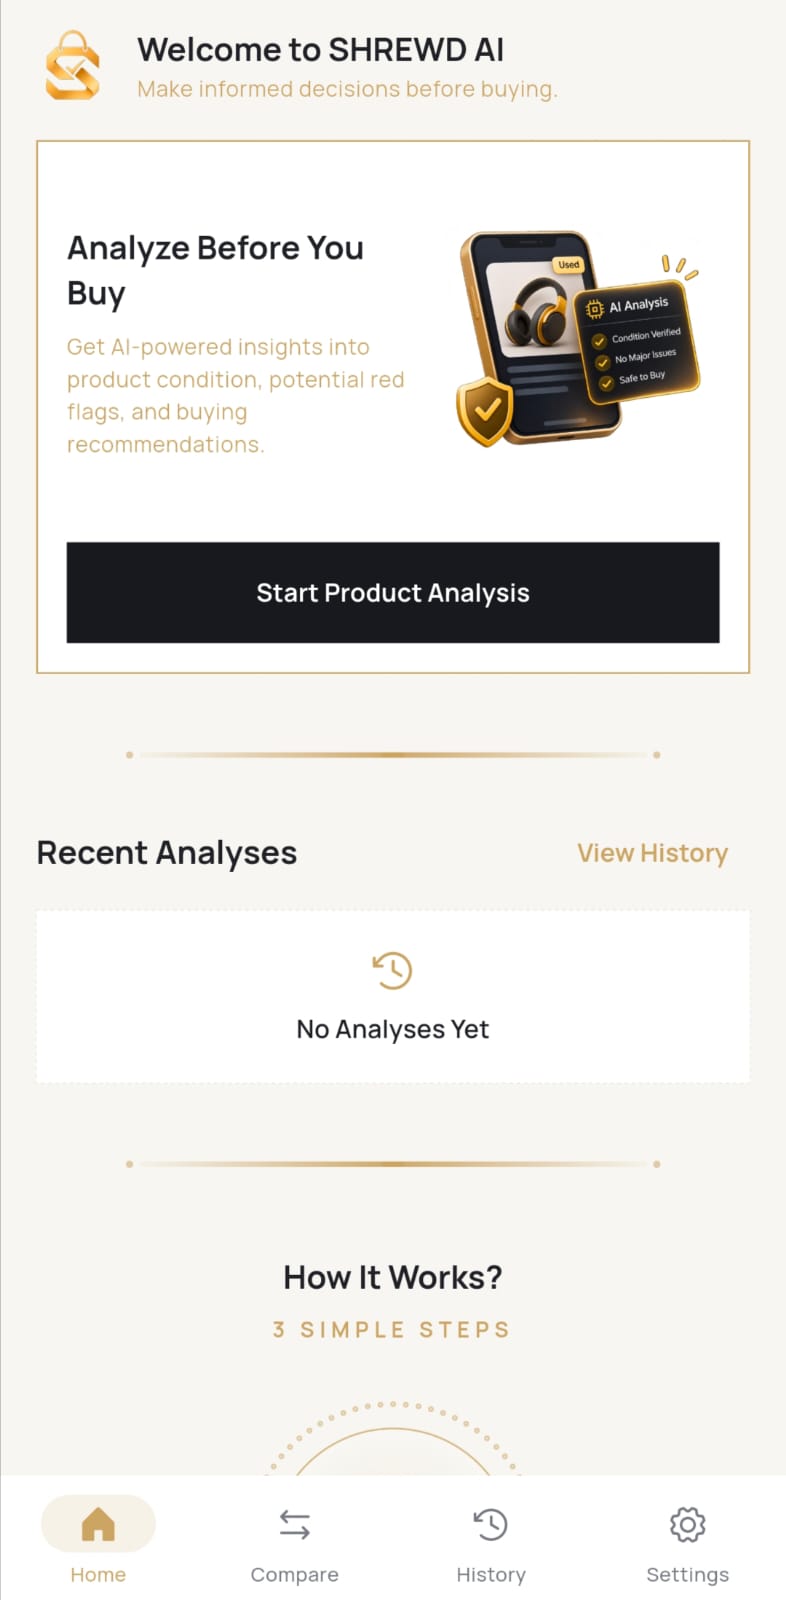 Welcome to SHREWD AI
Make informed decisions before buying.
Analyze Before You
Buy
Get AI-powered insights into
product condition, potential red
flags, and buying
recommendations.
Used
AI Analysis
Condition Verified
No Major Issues
Safe to Buy
Start Product Analysis
Recent Analyses
View History
No Analyses Yet
How It Works?
3 SIMPLE STEPS
Home
Compare
History
Settings